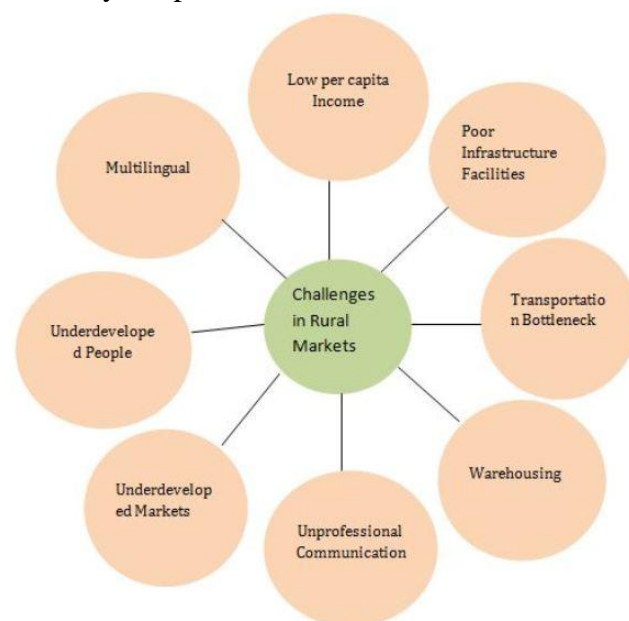 Low per capita
Income
Poor
Infrastructure
Facilities
Multilingual
Challenges
in Rural
Markets
Transportatio
n Bottleneck
Underdevelope
d People
Warehousing
Underdevelop
ed Markets
Unprofessional
Communication